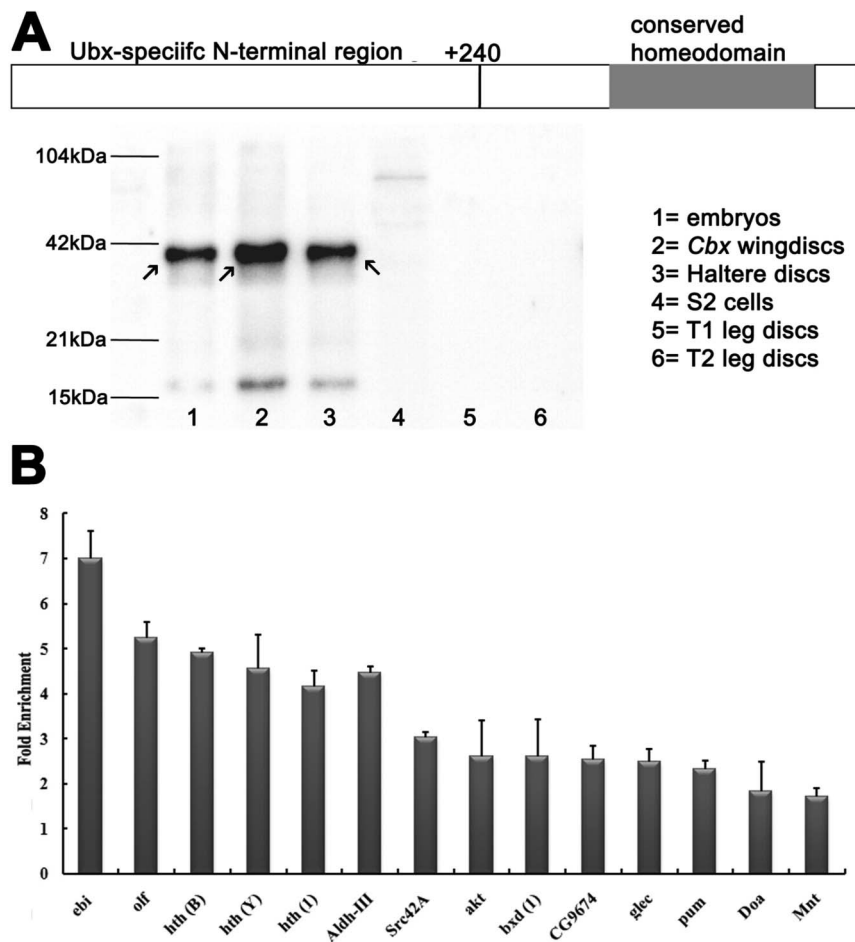 A
Ubx-speciifc N-terminal region
+240
conserved
homeodomain
104kDa
42kDa
21kDa
15kDa
1 2 3 4 5 6
1= embryos
2= Cbx wingdiscs
3= Haltere discs
4= S2 cells
5= T1 leg discs
6= T2 leg discs
B
Fold Enrichment
8
7
6
5
4
3
2
1
0
ebi
olf
hth (B)
hth (Y)
hth (1)
Aldh-III
Src42A
akt
bxd (1)
CG9674
glec
pum
Doa
Mnt